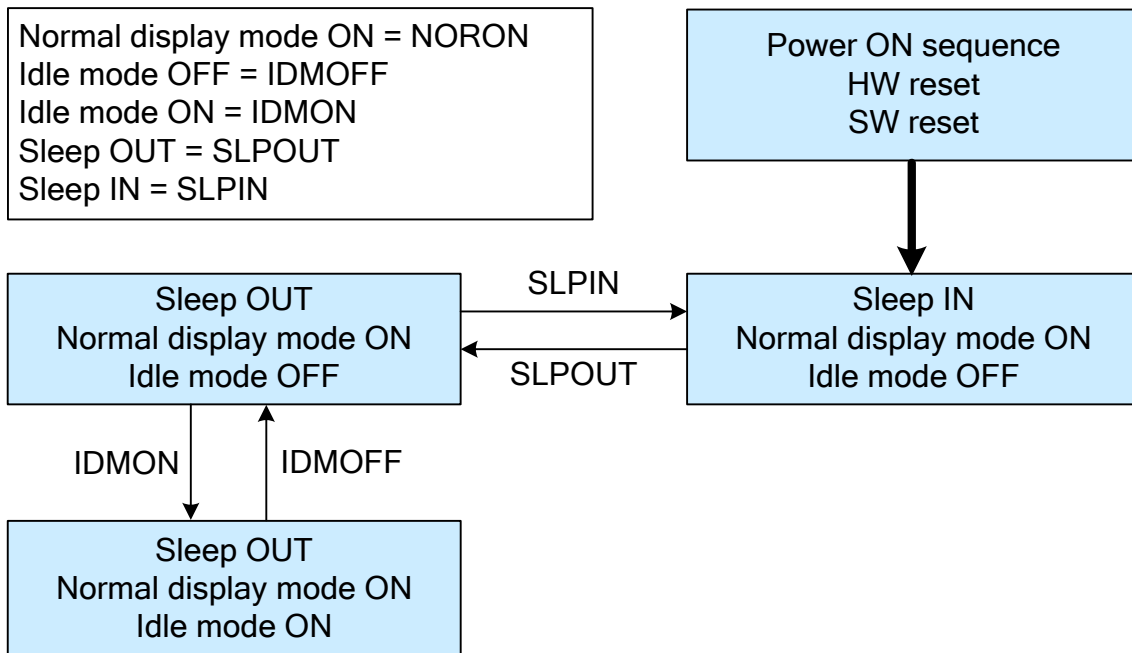 Normal display mode ON = NORON
Idle mode OFF = IDMOFF
Idle mode ON = IDMON
Sleep OUT = SLPOUT
Sleep IN = SLPIN
Power ON sequence
HW reset
SW reset
Sleep OUT
Normal display mode ON
Idle mode OFF
SLPIN
SLPOUT
Sleep IN
Normal display mode ON
Idle mode OFF
IDMON
IDMOFF
Sleep OUT
Normal display mode ON
Idle mode ON